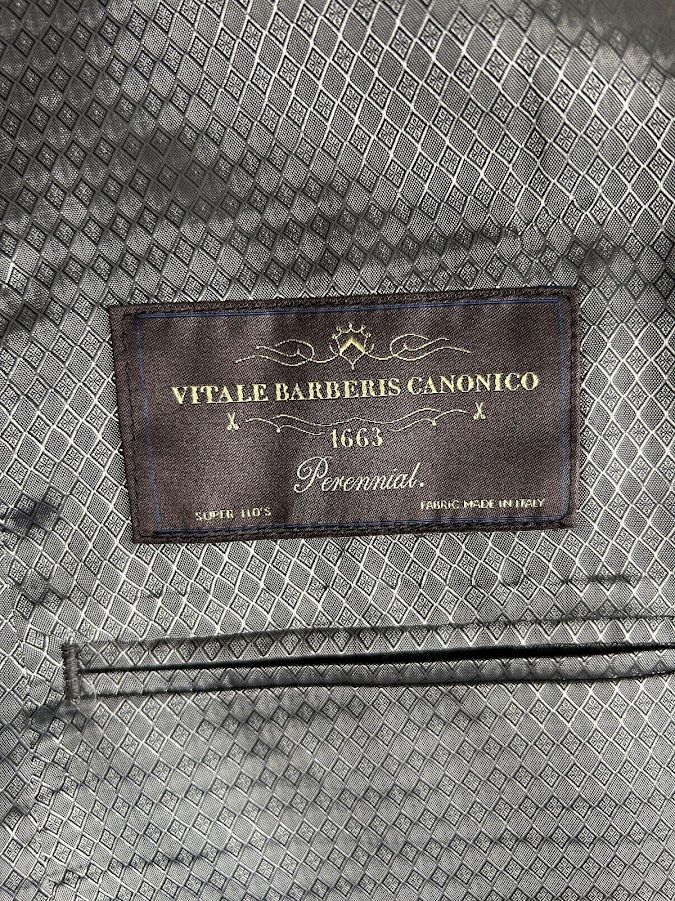 VITALE BARBERIS CANONICO
1663
Perennial.
SUPER 110'S
FABRIC MADE IN ITALY